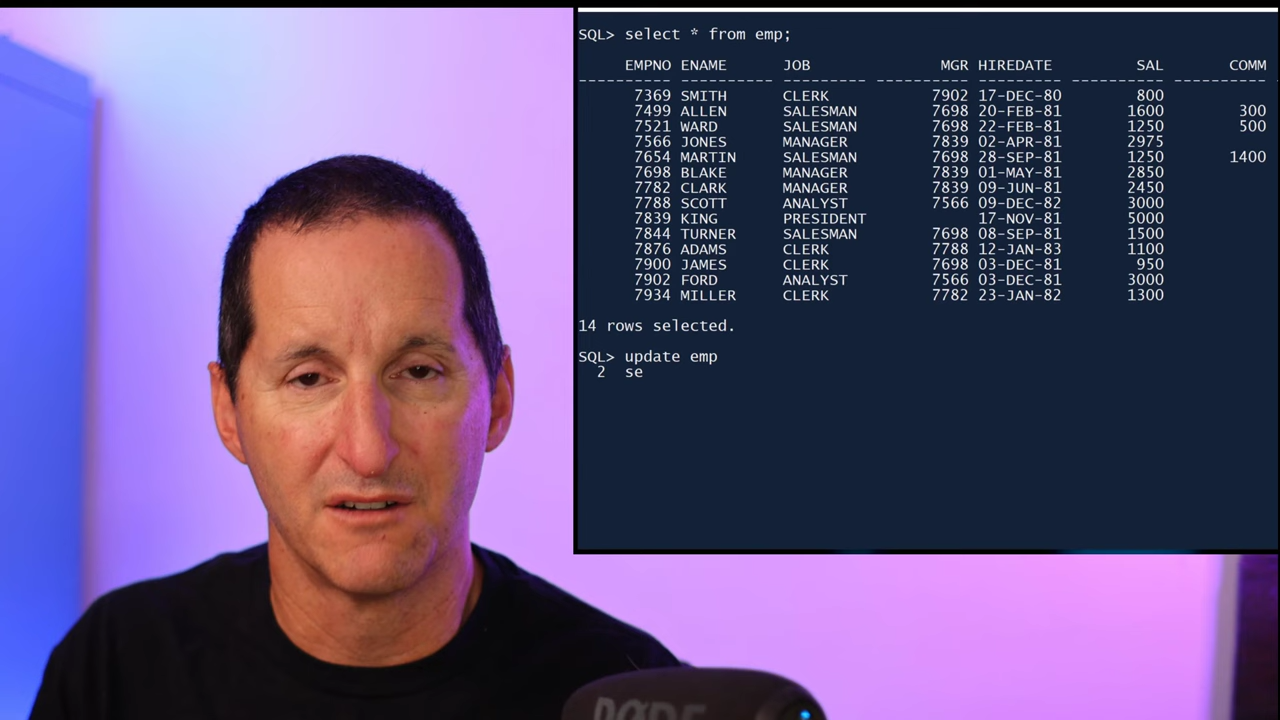 SQL> select * from emp;
EMPNO ENAME JOB MGR HIREDATE SAL COMM
---------- ---------- --------- ---------- --------- ---------- ----------
7369 SMITH CLERK 7902 17-DEC-80 800
7499 ALLEN SALESMAN 7698 20-FEB-81 1600 300
7521 WARD SALESMAN 7698 22-FEB-81 1250 500
7566 JONES MANAGER 7839 02-APR-81 2975
7654 MARTIN SALESMAN 7698 28-SEP-81 1250 1400
7698 BLAKE MANAGER 7839 01-MAY-81 2850
7782 CLARK MANAGER 7839 09-JUN-81 2450
7788 SCOTT ANALYST 7566 09-DEC-82 3000
7839 KING PRESIDENT 17-NOV-81 5000
7844 TURNER SALESMAN 7698 08-SEP-81 1500
7876 ADAMS CLERK 7788 12-JAN-83 1100
7900 JAMES CLERK 7698 03-DEC-81 950
7902 FORD ANALYST 7566 03-DEC-81 3000
7934 MILLER CLERK 7782 23-JAN-82 1300
14 rows selected.
SQL> update emp
2 se
RØDE